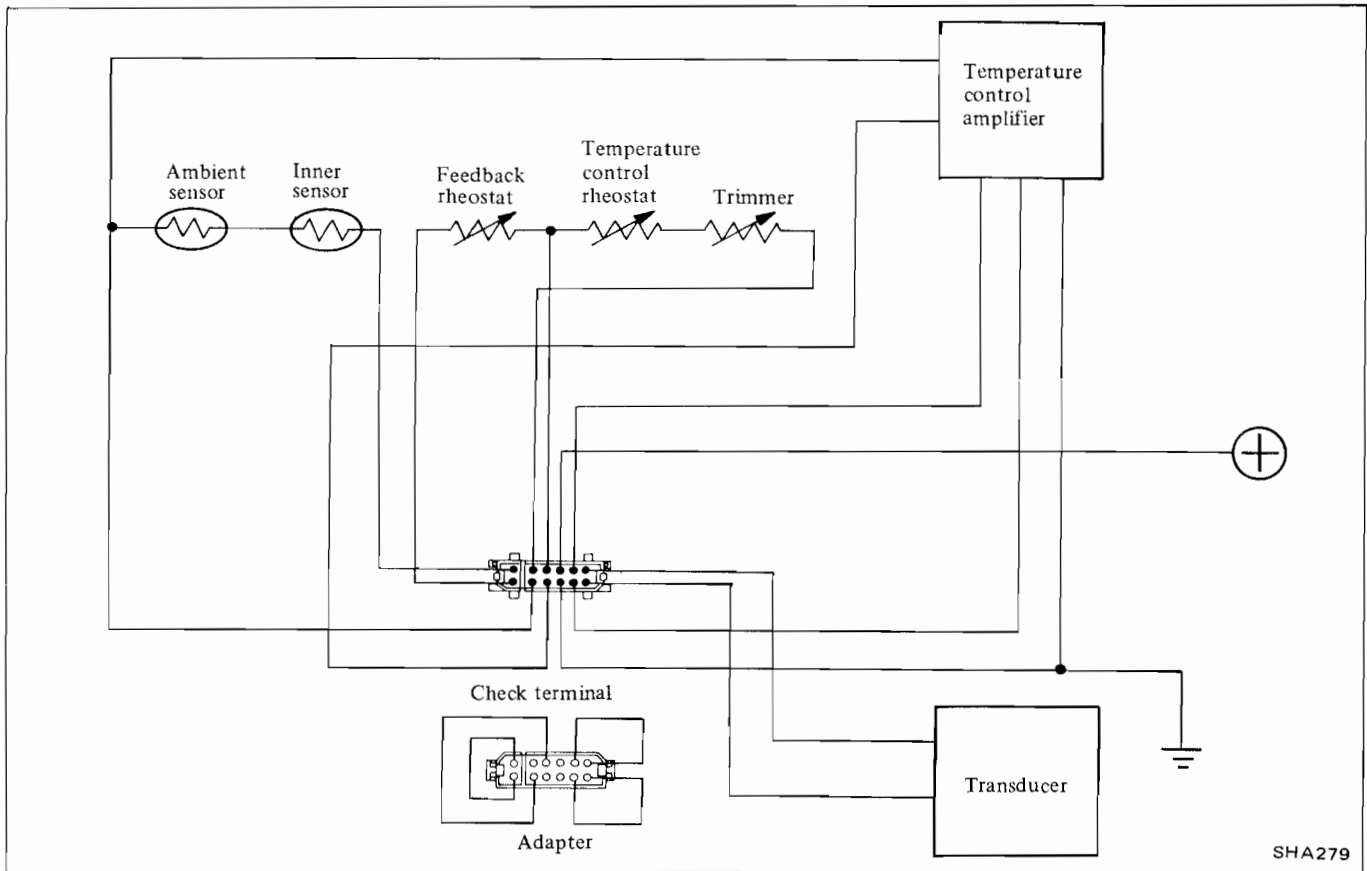 Temperature
control
amplifier
Ambient
sensor
Inner
sensor
Feedback
rheostat
Temperature
control
rheostat
Trimmer
Check terminal
Adapter
Transducer
SHA279